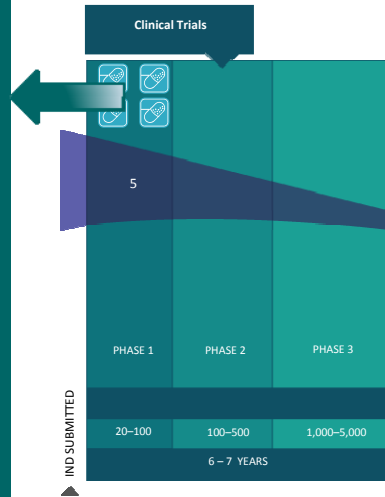 Clinical Trials
5
PHASE 1
PHASE 2
PHASE 3
IND SUBMITTED
20–100
100–500
1,000–5,000
6 – 7 YEARS